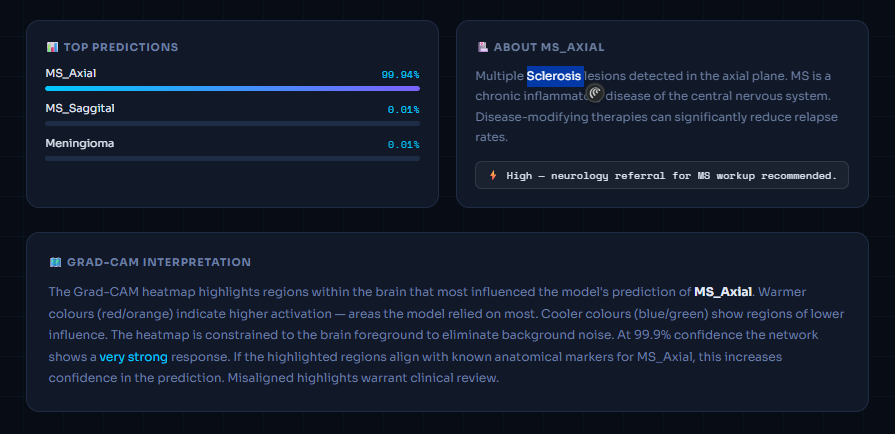 TOP PREDICTIONS
MS_Axial 99.94%
MS_Saggital 0.01%
Meningioma 0.01%
ABOUT MS_AXIAL
Multiple Sclerosis lesions detected in the axial plane. MS is a
chronic disease of the central nervous system.
Disease-modifying therapies can significantly reduce relapse
rates.
High — neurology referral for MS workup recommended.
GRAD-CAM INTERPRETATION
The Grad-CAM heatmap highlights regions within the brain that most influenced the model's prediction of MS_Axial. Warmer
colours (red/orange) indicate higher activation — areas the model relied on most. Cooler colours (blue/green) show regions of lower
influence. The heatmap is constrained to the brain foreground to eliminate background noise. At 99.9% confidence the network
shows a very strong response. If the highlighted regions align with known anatomical markers for MS_Axial, this increases
confidence in the prediction. Misaligned highlights warrant clinical review.